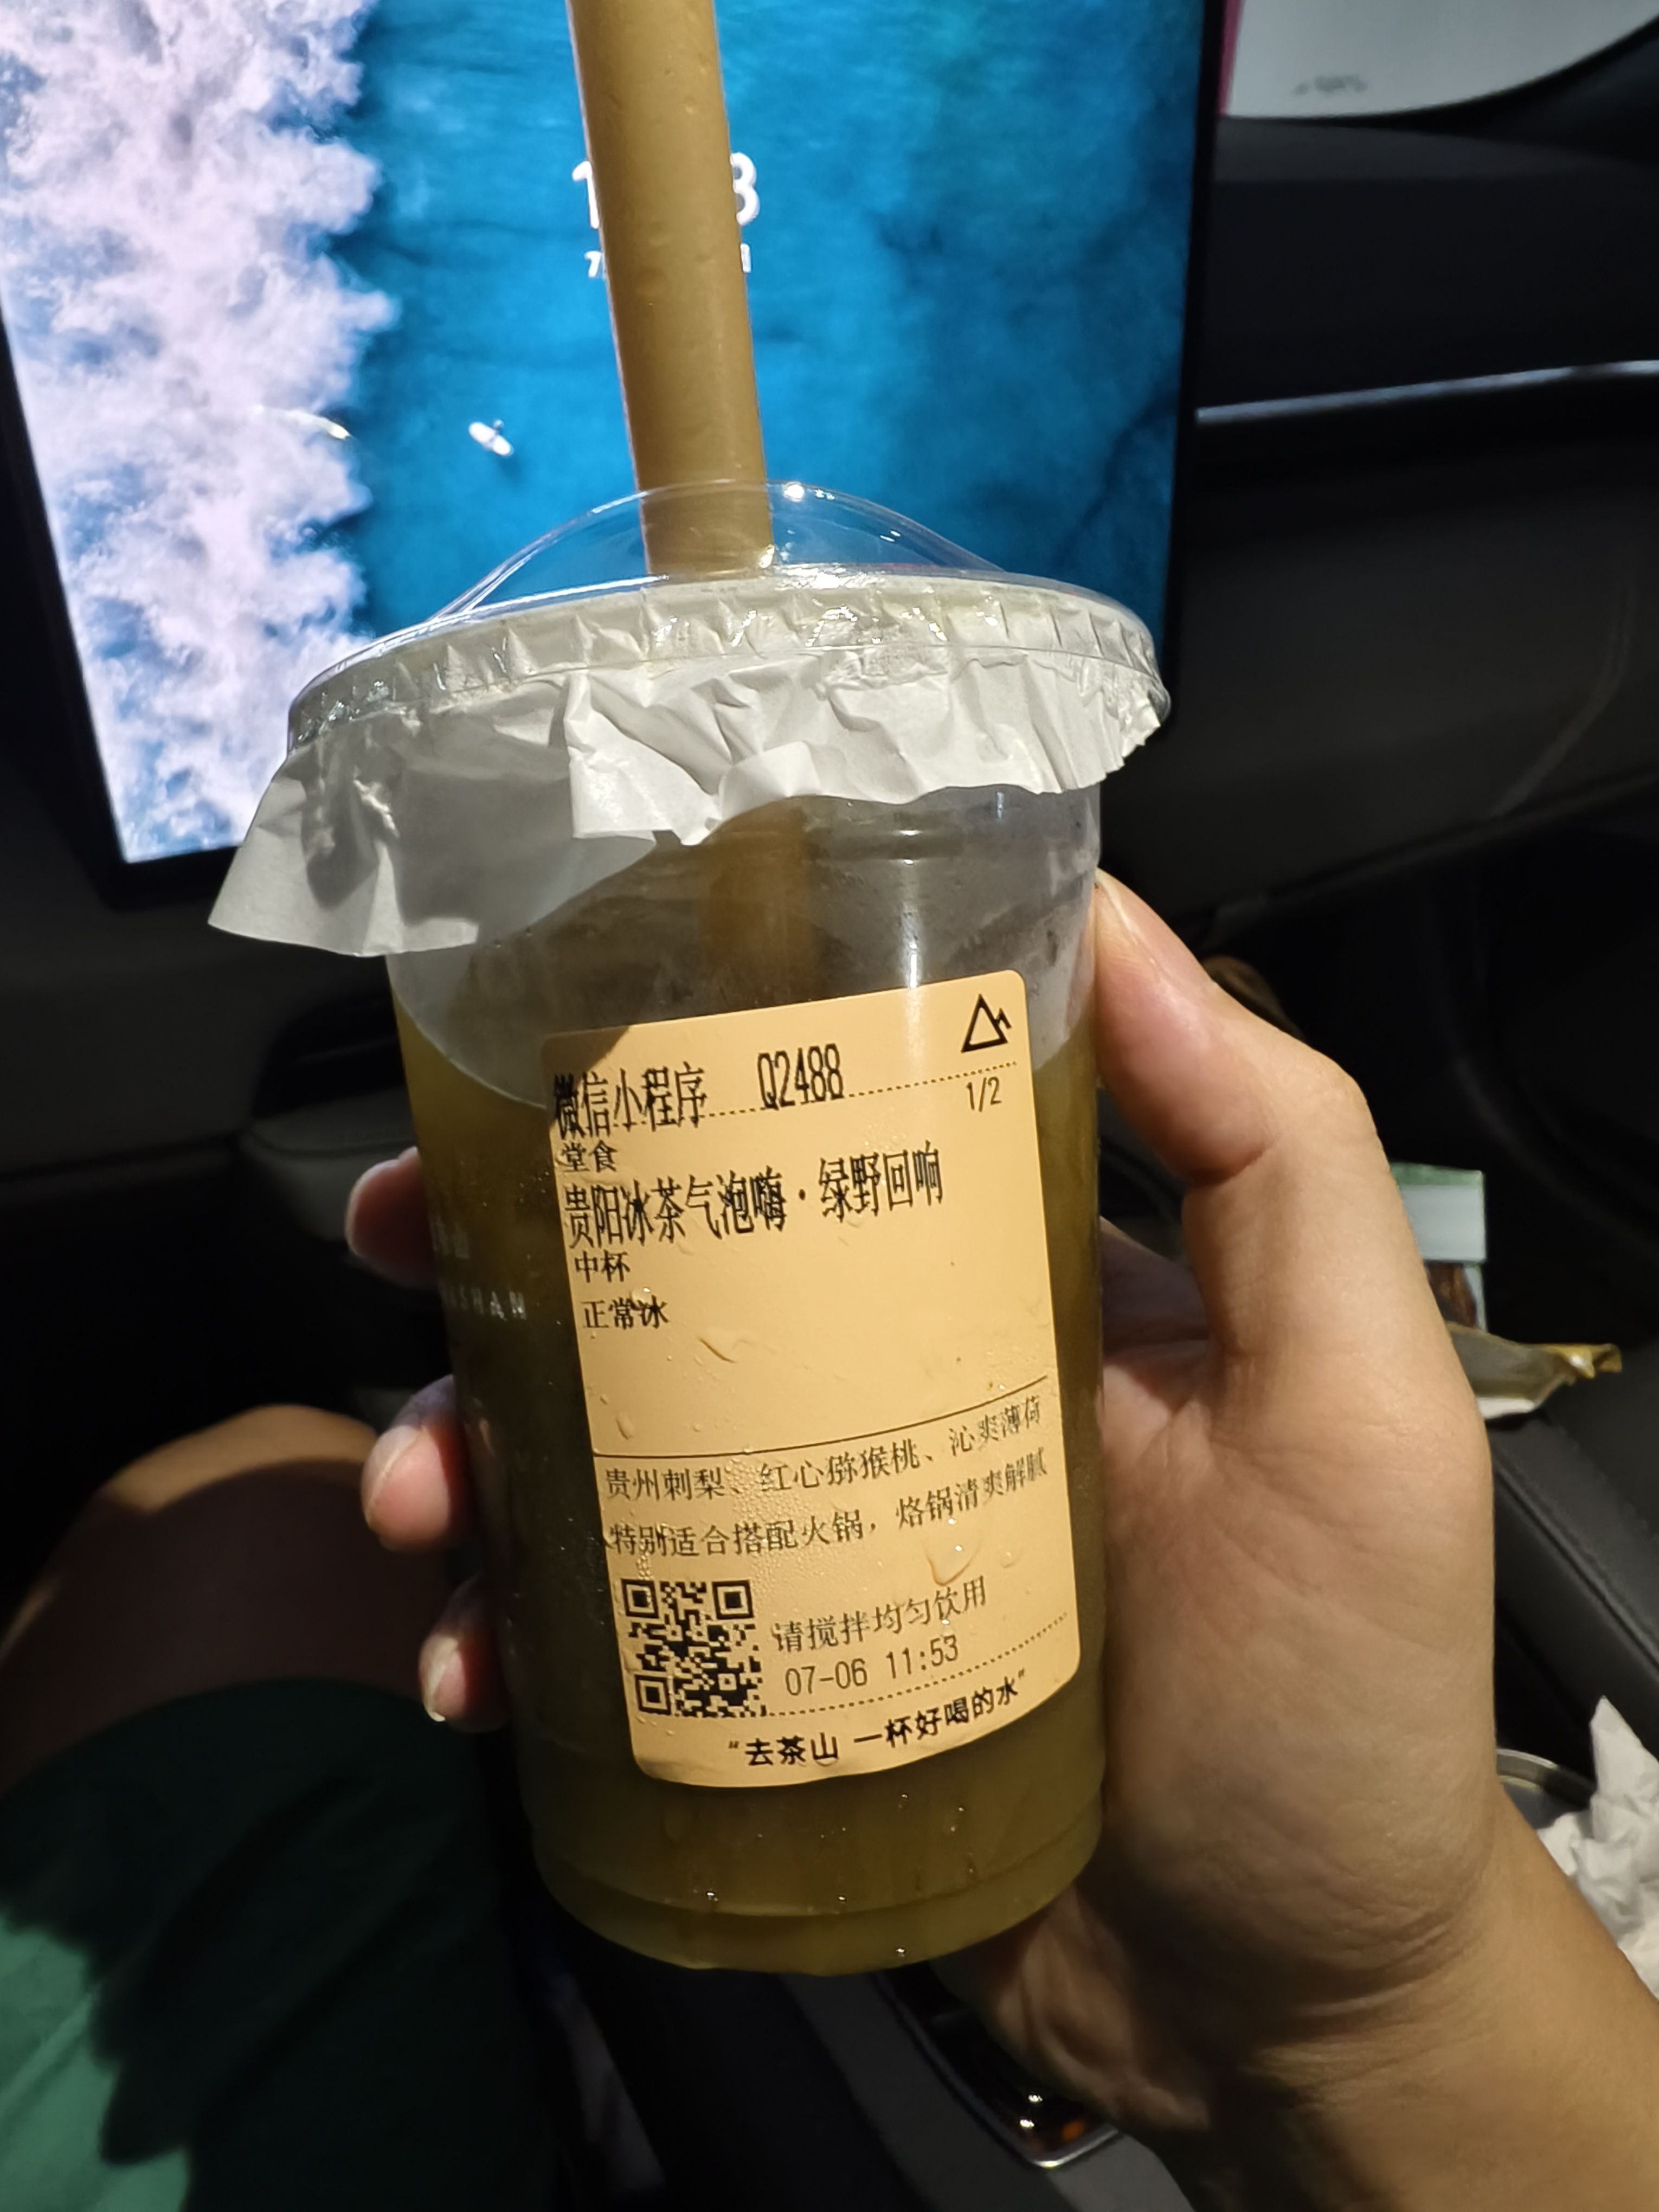 微信小程序 Q2488
1/2
堂食
贵阳冰茶气泡嗨·绿野回响
中杯
正常冰
贵州刺梨、红心猕猴桃、沁爽薄荷
特别适合搭配火锅，烙锅清爽解腻
请搅拌均匀饮用
07-06 11:53
“去茶山 一杯好喝的水”